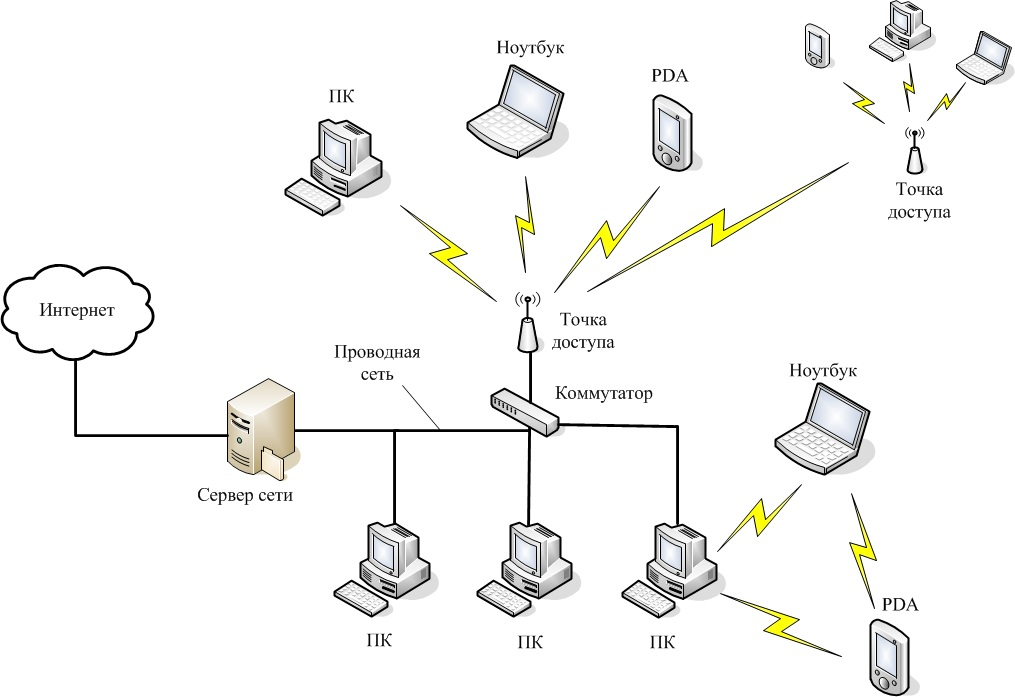 Ноутбук
ПК
PDA
Точка
доступа
Интернет
Точка
доступа
Проводная
сеть
Коммутатор
Ноутбук
Сервер сети
ПК
ПК
ПК
PDA